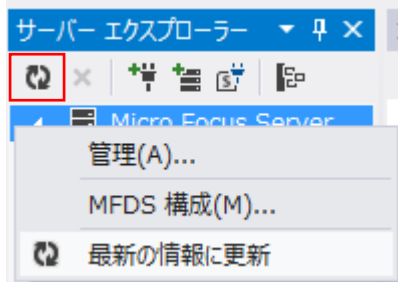 サーバー エクスプローラー
Micro Focus Server
管理(A)...
MFDS 構成(M)...
最新の情報に更新